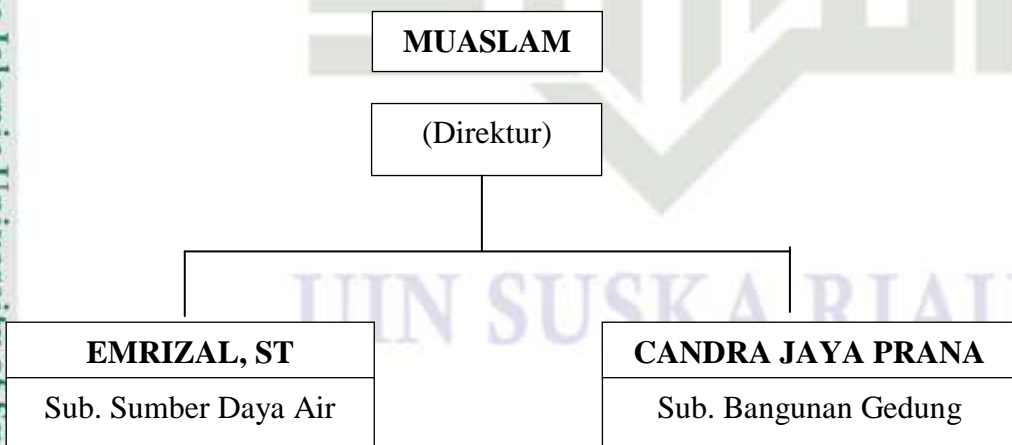 MUASLAM
(Direktur)
UIN SUSKA RIAU
EMRIZAL, ST
Sub. Sumber Daya Air
CANDRA JAYA PRANA
Sub. Bangunan Gedung